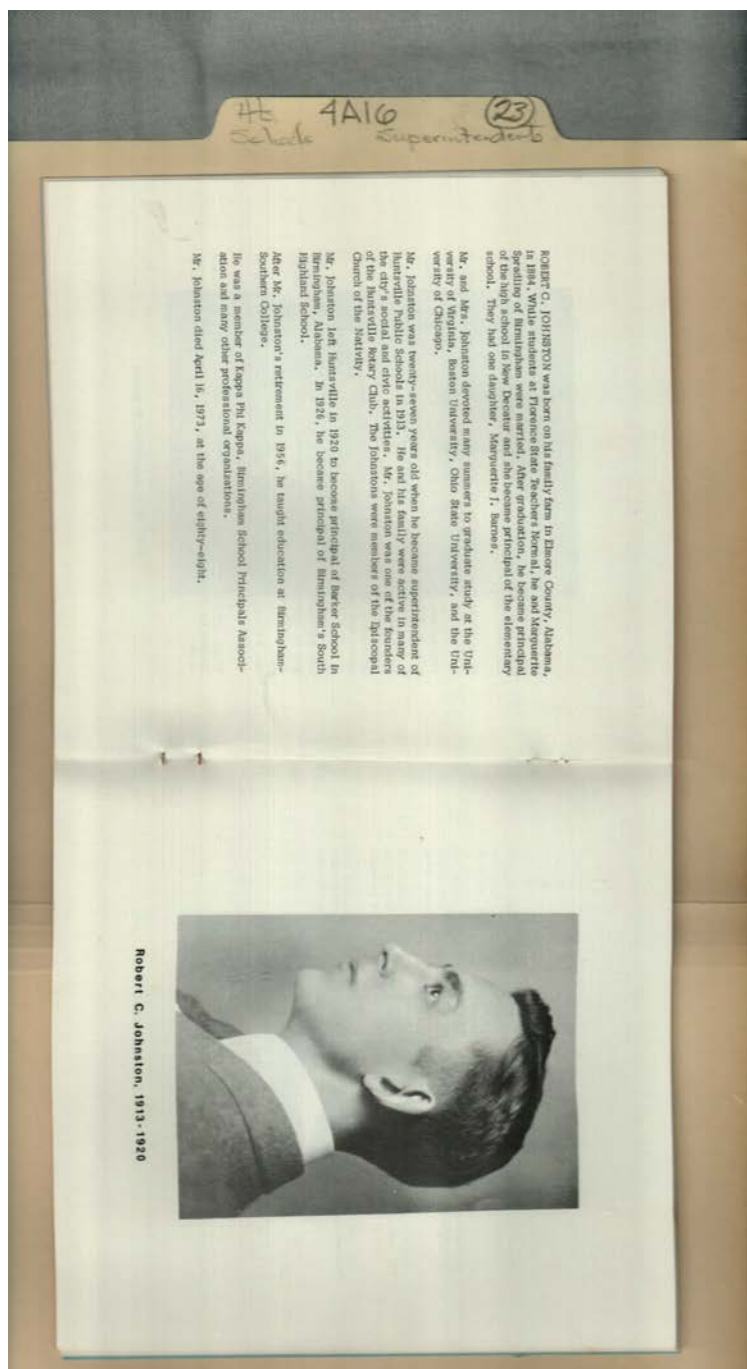 Hts 4A16 23
Schools Superintendents
ROBERT C. JOHNSTON was born on his family farm in Elmore County, Alabama,
in 1884. While students at Florence State Teachers Normal, he and Marguerite
Spradling of Birmingham were married. After graduation, he became principal
of the high school in New Decatur and she became principal of the elementary
school. They had one daughter, Marguerite J. Barnes.
Mr. and Mrs. Johnston devoted many summers to graduate study at the Uni-
versity of Virginia, Boston University, Ohio State University, and the Uni-
versity of Chicago.
Mr. Johnston was twenty-seven years old when he became superintendent of
Huntsville Public Schools in 1913. He and his family were active in many of
the city's social and civic activities. Mr. Johnston was one of the founders
of the Huntsville Rotary Club. The Johnstons were members of the Episcopal
Church of the Nativity.
Mr. Johnston left Huntsville in 1920 to become principal of Barker School in
Birmingham, Alabama. In 1926, he became principal of Birmingham's South
Highland School.
After Mr. Johnston's retirement in 1956, he taught education at Birmingham-
Southern College.
He was a member of Kappa Phi Kappa, Birmingham School Principals Associ-
ation and many other professional organizations.
Mr. Johnston died April 16, 1973, at the age of eighty-eight.
Robert C. Johnston, 1913-1920